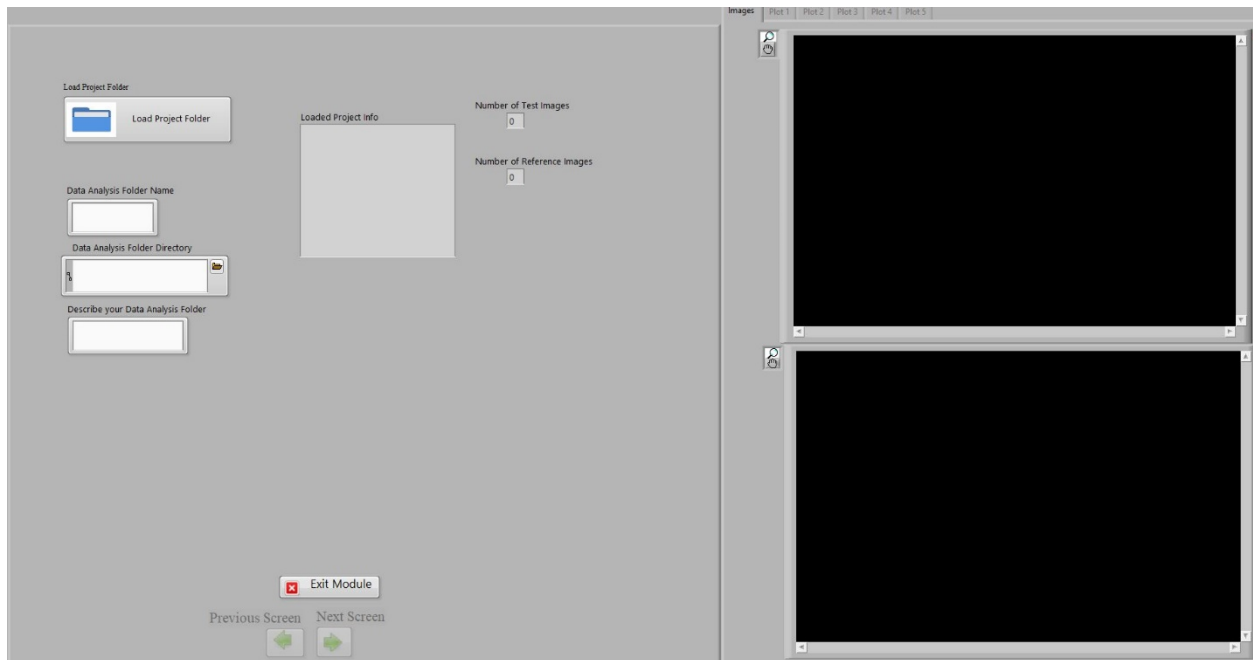 Images Plot 1 Plot 2 Plot 3 Plot 4 Plot 5
Load Project Folder
Load Project Folder
Loaded Project Info
Number of Test Images
0
Number of Reference Images
0
Data Analysis Folder Name
Data Analysis Folder Directory
Describe your Data Analysis Folder
Exit Module
Previous Screen Next Screen